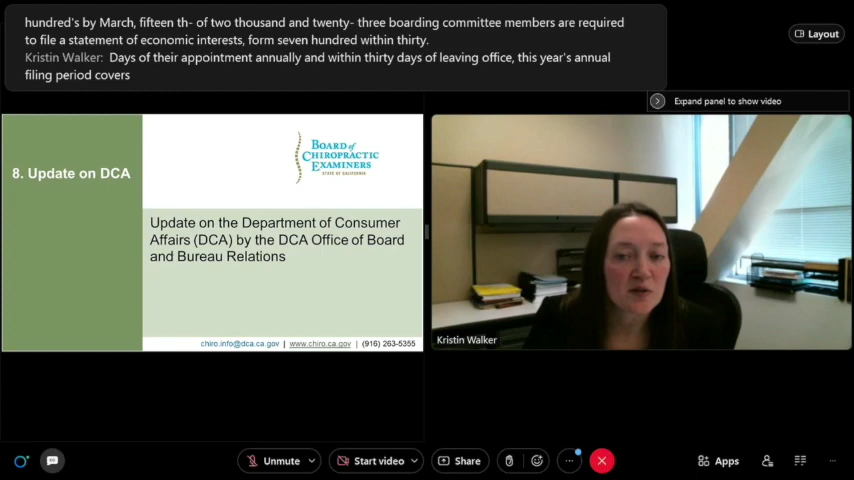 hundred's by March, fifteen th- of two thousand and twenty- three boarding committee members are required
to file a statement of economic interests, form seven hundred within thirty.
Kristin Walker: Days of their appointment annually and within thirty days of leaving office, this year's annual
filing period covers
Layout
Expand panel to show video
8. Update on DCA
BOARD of
CHIROPRACTIC
EXAMINERS
STATE OF CALIFORNIA
Update on the Department of Consumer
Affairs (DCA) by the DCA Office of Board
and Bureau Relations
chiro.info@dca.ca.gov | www.chiro.ca.gov | (916) 263-5355
Kristin Walker
Unmute
Start video
Share
Apps